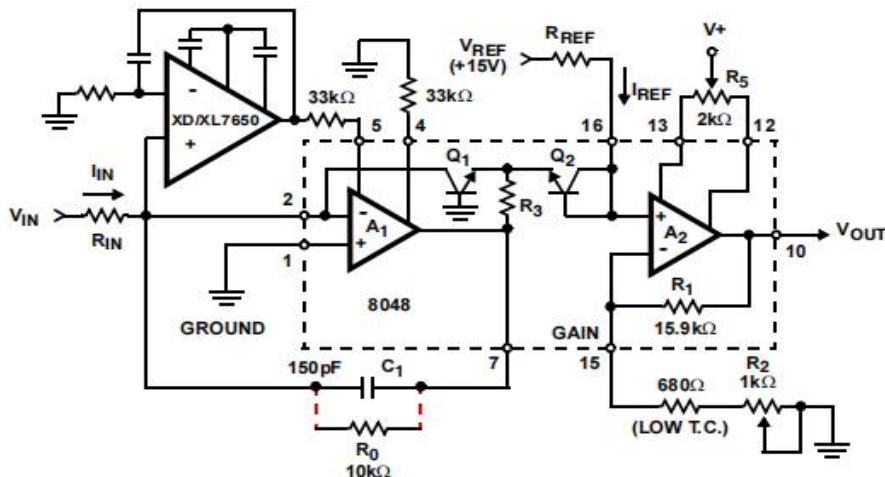 V+
VREF
(+15V)
RREF
IREF
R5
2kΩ
-
XD/XL7650
+
33kΩ
33kΩ
5
4
16
13
12
Q1
Q2
IIN
VIN
RIN
2
-
A1
+
1
R3
+
A2
-
VOUT
10
GROUND
8048
R1
15.9kΩ
GAIN
150pF
C1
7
15
R2
1kΩ
680Ω
(LOW T.C.)
R0
10kΩ